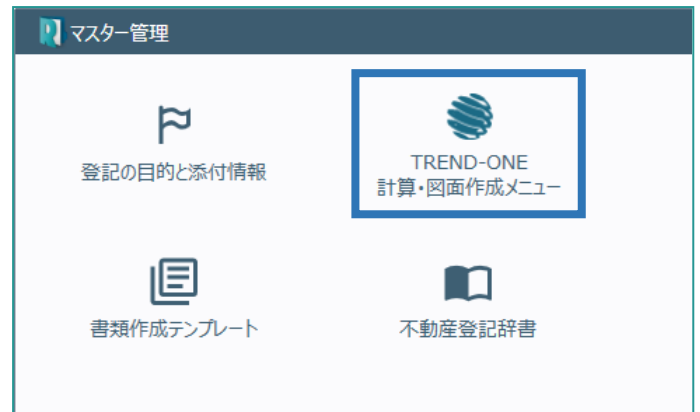 マスター管理
登記の目的と添付情報
TREND-ONE
計算・図面作成メニュー
書類作成テンプレート
不動産登記辞書